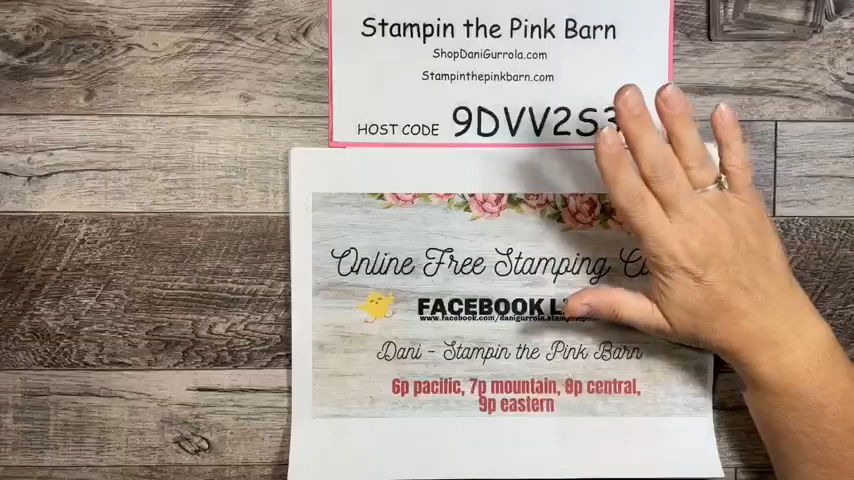 Stampin the Pink Barn
ShopDaniGurrola.com
Stampinthepinkbarn.com
HOST CODE 9DVV2S3
Online Free Stamping
FACEBOOK
Dani - Stampin the Pink Barn
6p pacific, 7p mountain, 8p central,
9p eastern